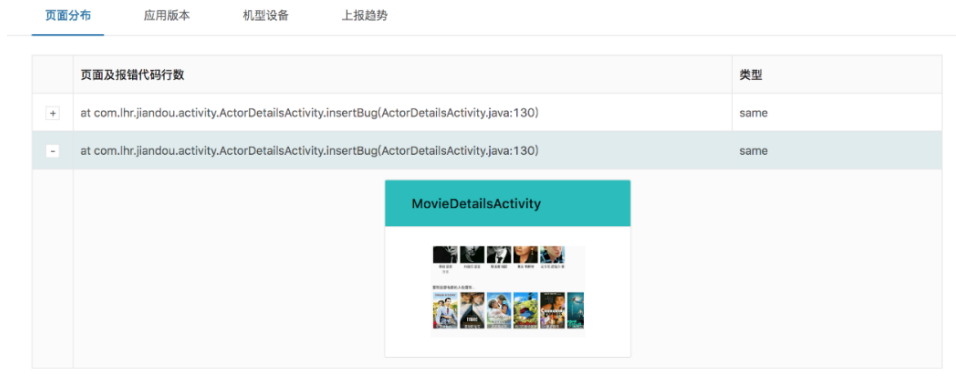 页面分布 应用版本 机型设备 上报趋势
页面及报错代码行数 类型
+ at com.lhr.jiandou.activity.ActorDetailsActivity.insertBug(ActorDetailsActivity.java:130) same
- at com.lhr.jiandou.activity.ActorDetailsActivity.insertBug(ActorDetailsActivity.java:130) same
MovieDetailsActivity